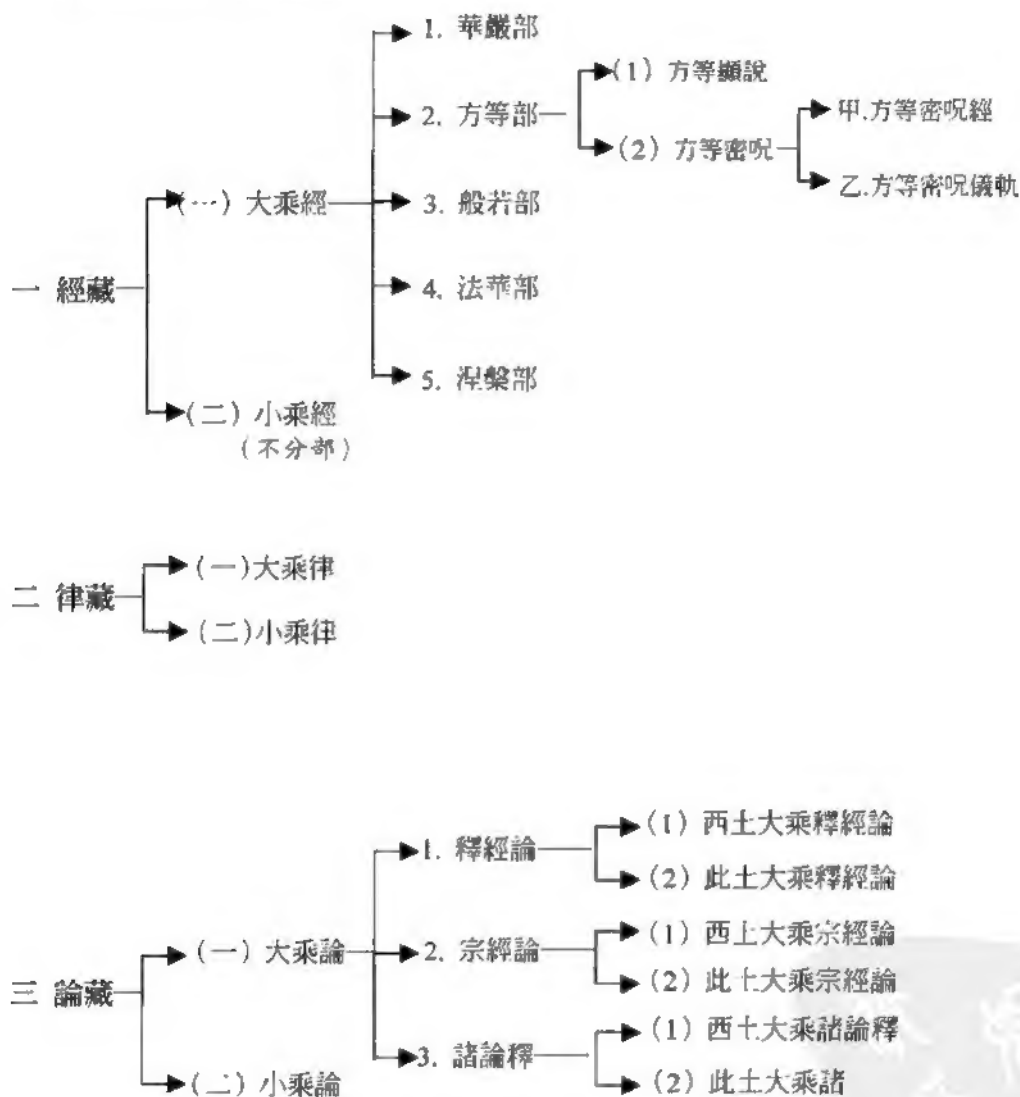 一 經藏
(一) 大乘經
1. 華嚴部
2. 方等部
(1) 方等顯說
(2) 方等密呪
甲.方等密呪經
乙.方等密呪儀軌
3. 般若部
4. 法華部
5. 涅槃部
(二) 小乘經
(不分部)
二 律藏
(一)大乘律
(二)小乘律
三 論藏
(一) 大乘論
1. 釋經論
(1) 西土大乘釋經論
(2) 此土大乘釋經論
2. 宗經論
(1) 西土大乘宗經論
(2) 此土大乘宗經論
3. 諸論釋
(1) 西土大乘諸論釋
(2) 此土大乘諸
(二) 小乘論